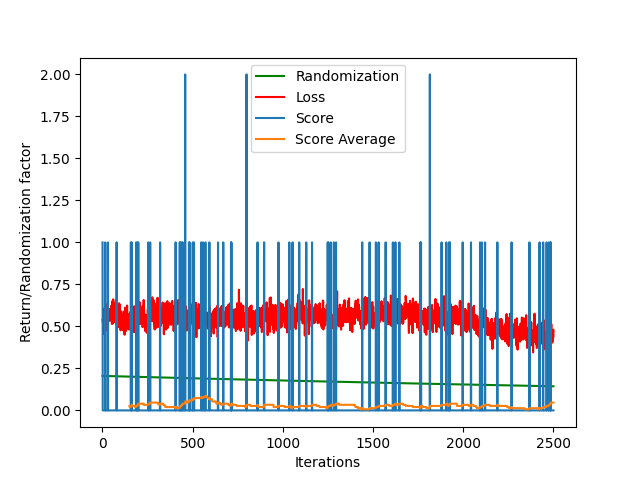 Randomization
Loss
Score
Score Average
2.00
1.75
1.50
1.25
1.00
0.75
0.50
0.25
0.00
Return/Randomization factor
0 500 1000 1500 2000 2500
Iterations